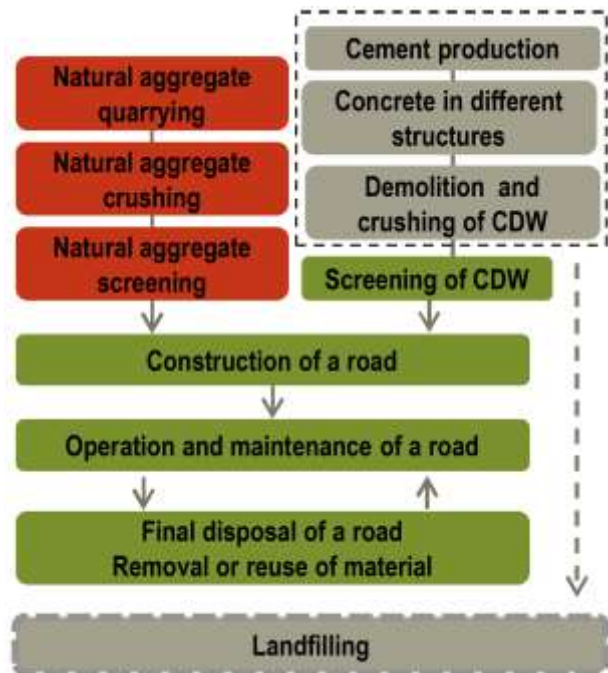 Natural aggregate
quarrying
Natural aggregate
crushing
Natural aggregate
screening
Cement production
Concrete in different
structures
Demolition and
crushing of CDW
Screening of CDW
Construction of a road
Operation and maintenance of a road
Final disposal of a road
Removal or reuse of material
Landfilling